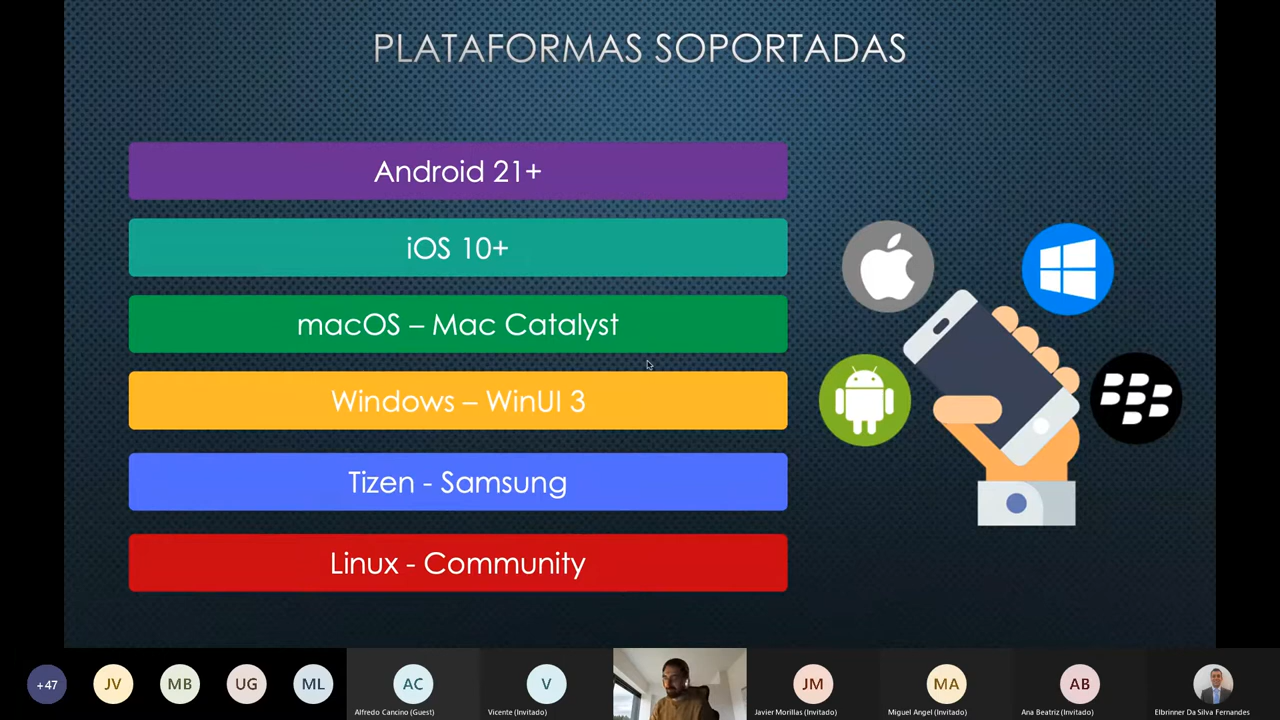 PLATAFORMAS SOPORTADAS
Android 21+
iOS 10+
macOS – Mac Catalyst
Windows – WinUI 3
Tizen - Samsung
Linux - Community
+47
JV
MB
UG
ML
AC
V
JM
MA
AB
Alfredo Cancino (Guest)
Vicente (Invitado)
Javier Morillas (Invitado)
Miguel Angel (Invitado)
Ana Beatriz (Invitado)
Elbrinner Da Silva Fernandes